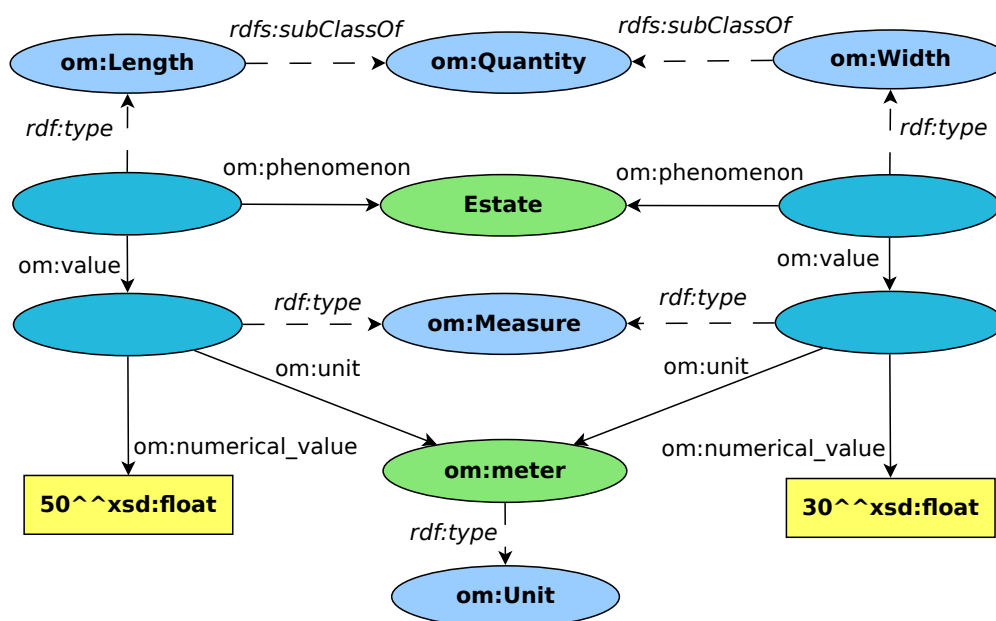 rdfs:subClassOf
rdfs:subClassOf
om:Length
om:Quantity
om:Width
rdf:type
rdf:type
om:phenomenon
om:phenomenon
Estate
om:value
om:value
rdf:type
rdf:type
om:Measure
om:unit
om:unit
om:numerical_value
om:numerical_value
om:meter
50^^xsd:float
30^^xsd:float
rdf:type
om:Unit